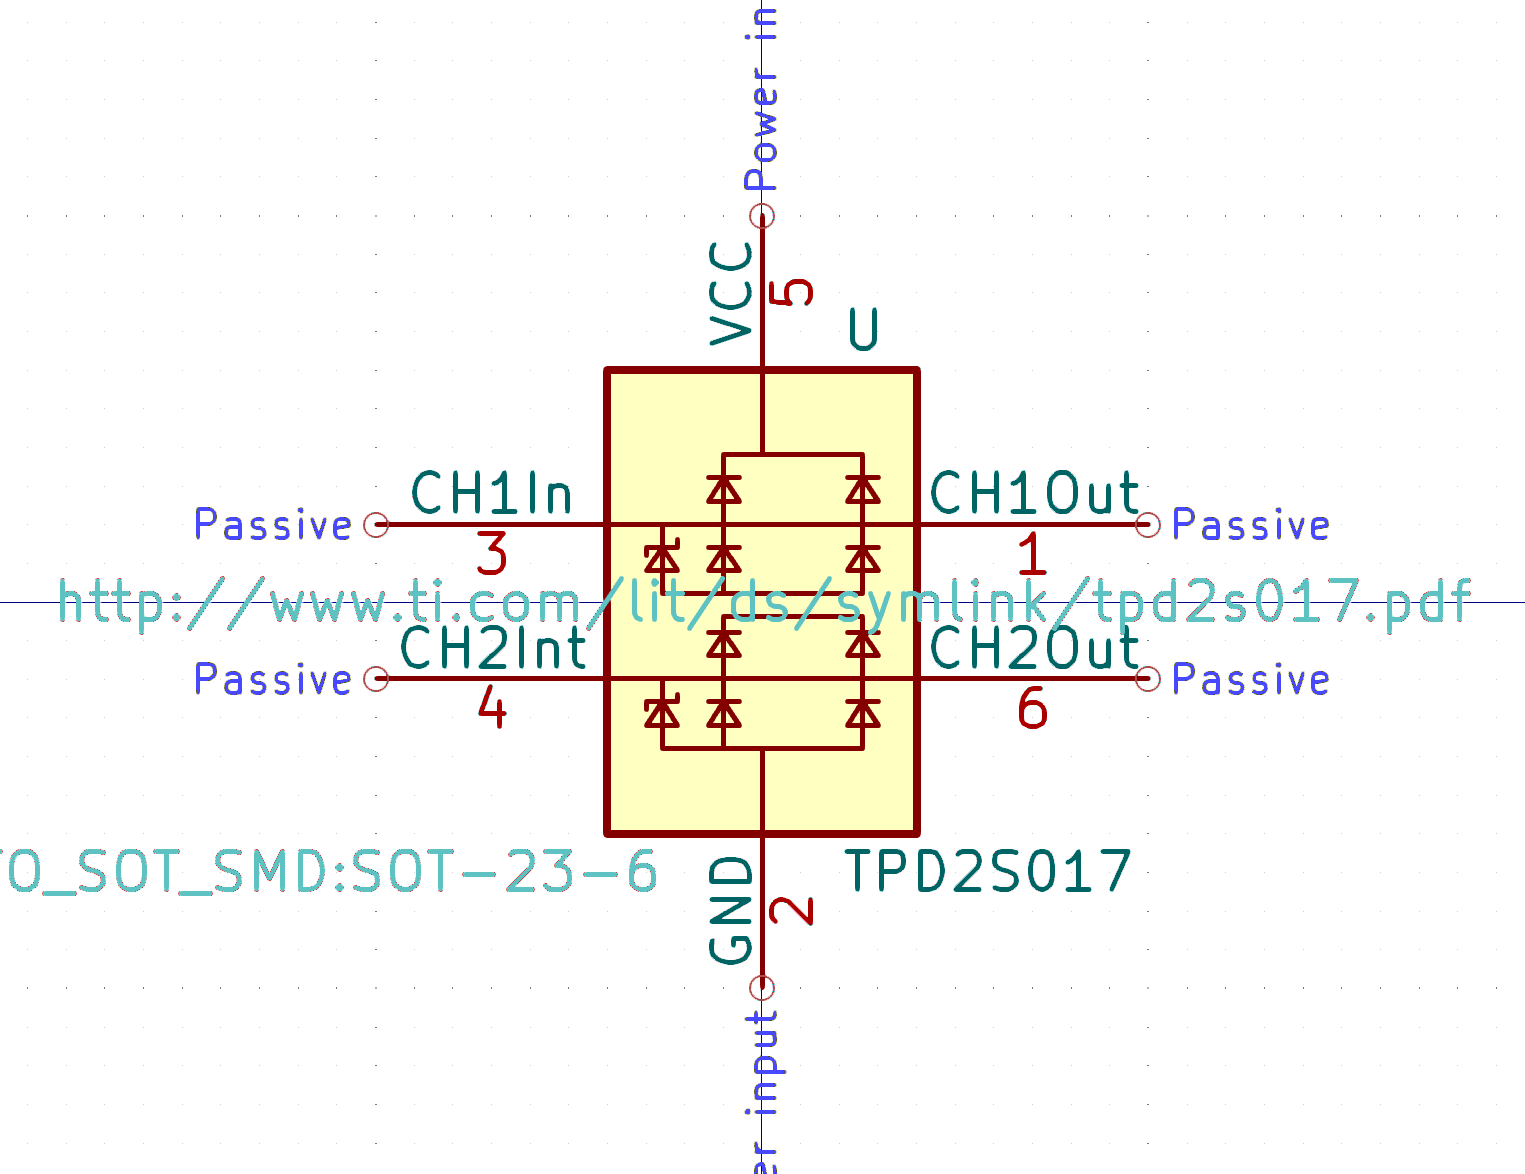 Power in
VCC
5
U
CH1In
CH1Out
Passive
Passive
3
1
http://www.ti.com/lit/ds/symlink/tpd2s017.pdf
CH2Int
CH2Out
Passive
Passive
4
6
TO_SOT_SMD:SOT-23-6
TPD2S017
GND
2
er input